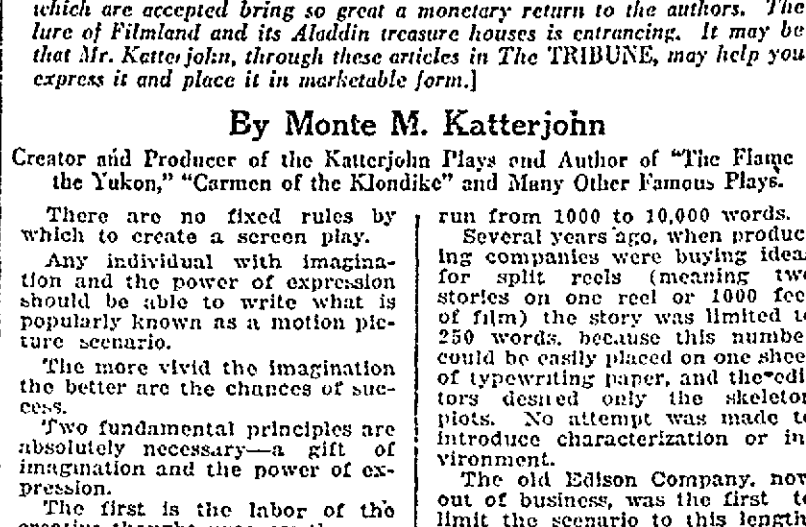 which are accepted bring so great a monetary return to the authors. The
lure of Filmland and its Aladdin treasure houses is entrancing. It may be
that Mr. Katterjohn, through these articles in The TRIBUNE, may help you
express it and place it in marketable form.]
By Monte M. Katterjohn
Creator and Producer of the Katterjohn Plays and Author of "The Flame
the Yukon," "Carmen of the Klondike" and Many Other Famous Plays.
There are no fixed rules by
which to create a screen play.
Any individual with imagina-
tion and the power of expression
should be able to write what is
popularly known as a motion pic-
ture scenario.
The more vivid the imagination
the better are the chances of suc-
cess.
Two fundamental principles are
absolutely necessary—a gift of
imagination and the power of ex-
pression.
The first is the labor of the
run from 1000 to 10,000 words.
Several years ago, when produc
ing companies were buying ideas
for split reels (meaning two
stories on one reel or 1000 fee
of film) the story was limited to
250 words, because this numbe
could be easily placed on one shee
of typewriting paper, and the edi
tors desired only the skeleton
plots. No attempt was made to
introduce characterization or in
vironment.
The old Edison Company, now
out of business, was the first to
limit the scenario to this length